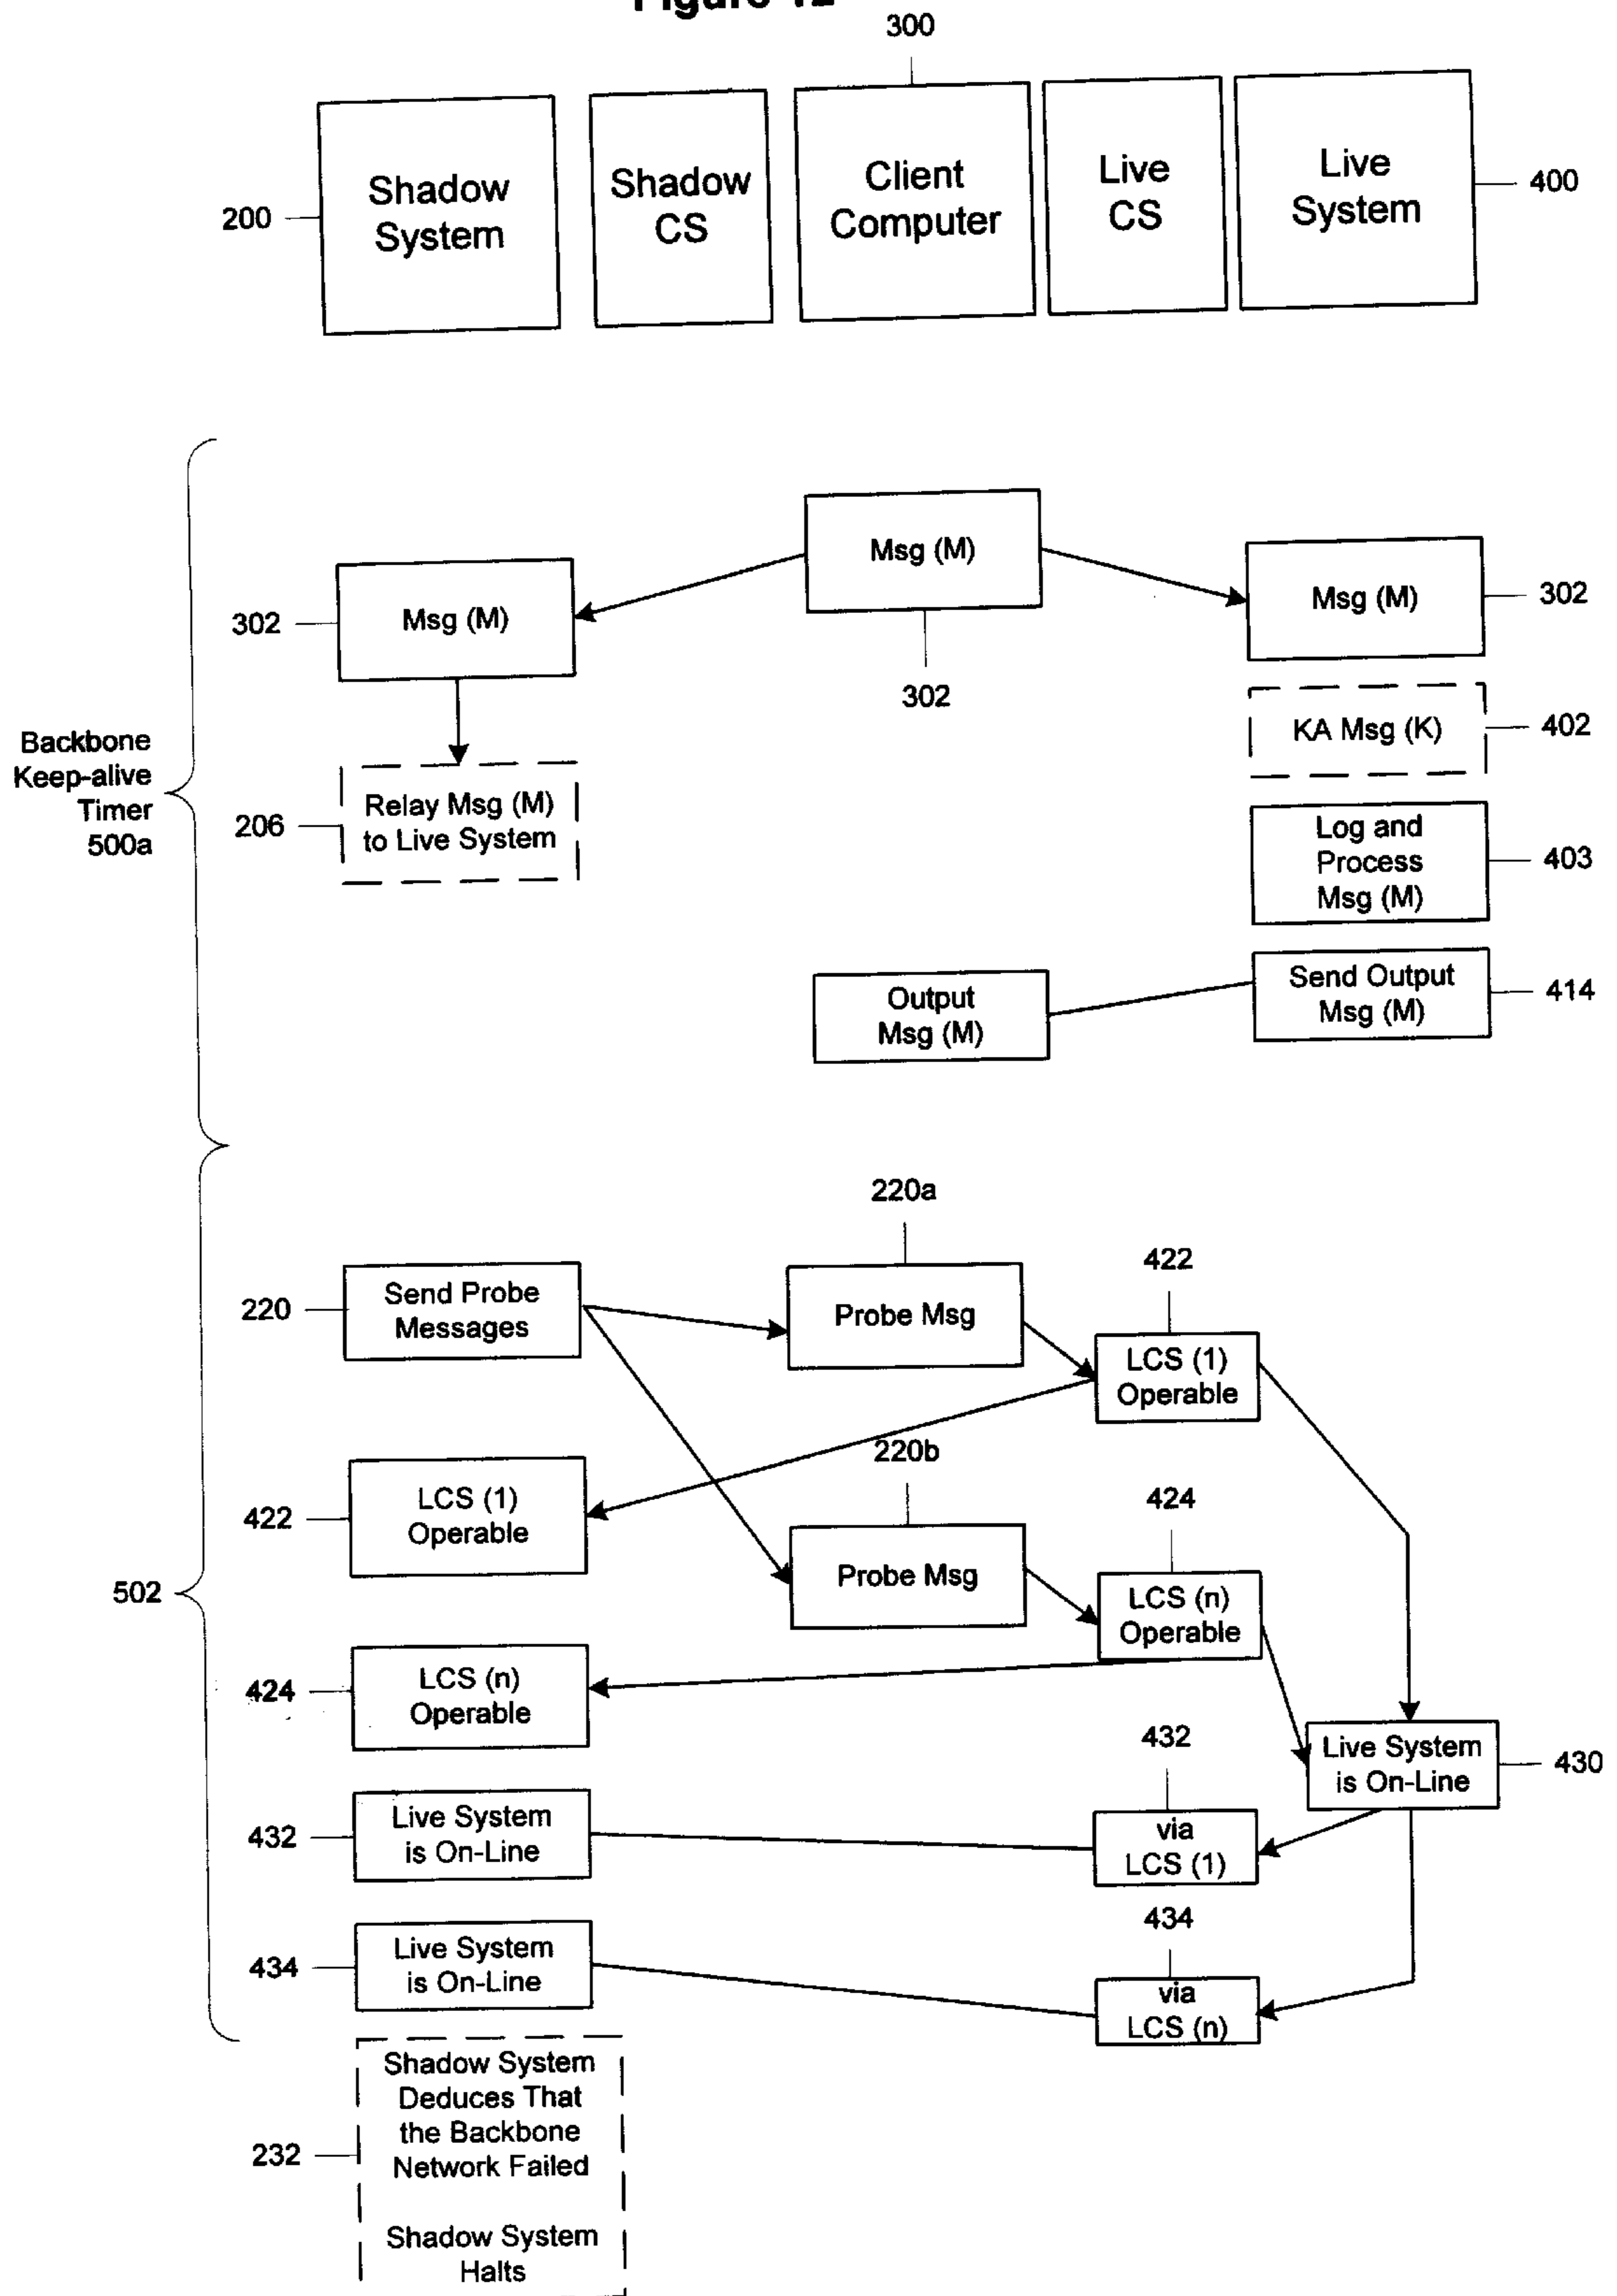 Figure 12
300
Shadow
System
Shadow
CS
Client
Computer
Live
CS
Live
System
200
400
Msg (M)
302
Msg (M)
302
Msg (M)
302
KA Msg (K)
402
Backbone
Keep-alive
Timer
500a
Relay Msg (M)
to Live System
206
Log and
Process
Msg (M)
403
Output
Msg (M)
Send Output
Msg (M)
414
220a
220
Send Probe
Messages
Probe Msg
422
LCS (1)
Operable
220b
422
LCS (1)
Operable
Probe Msg
424
LCS (n)
Operable
502
424
LCS (n)
Operable
432
Live System
is On-Line
430
432
Live System
is On-Line
via
LCS (1)
434
434
Live System
is On-Line
via
LCS (n)
232
Shadow System
Deduces That
the Backbone
Network Failed
Shadow System
Halts